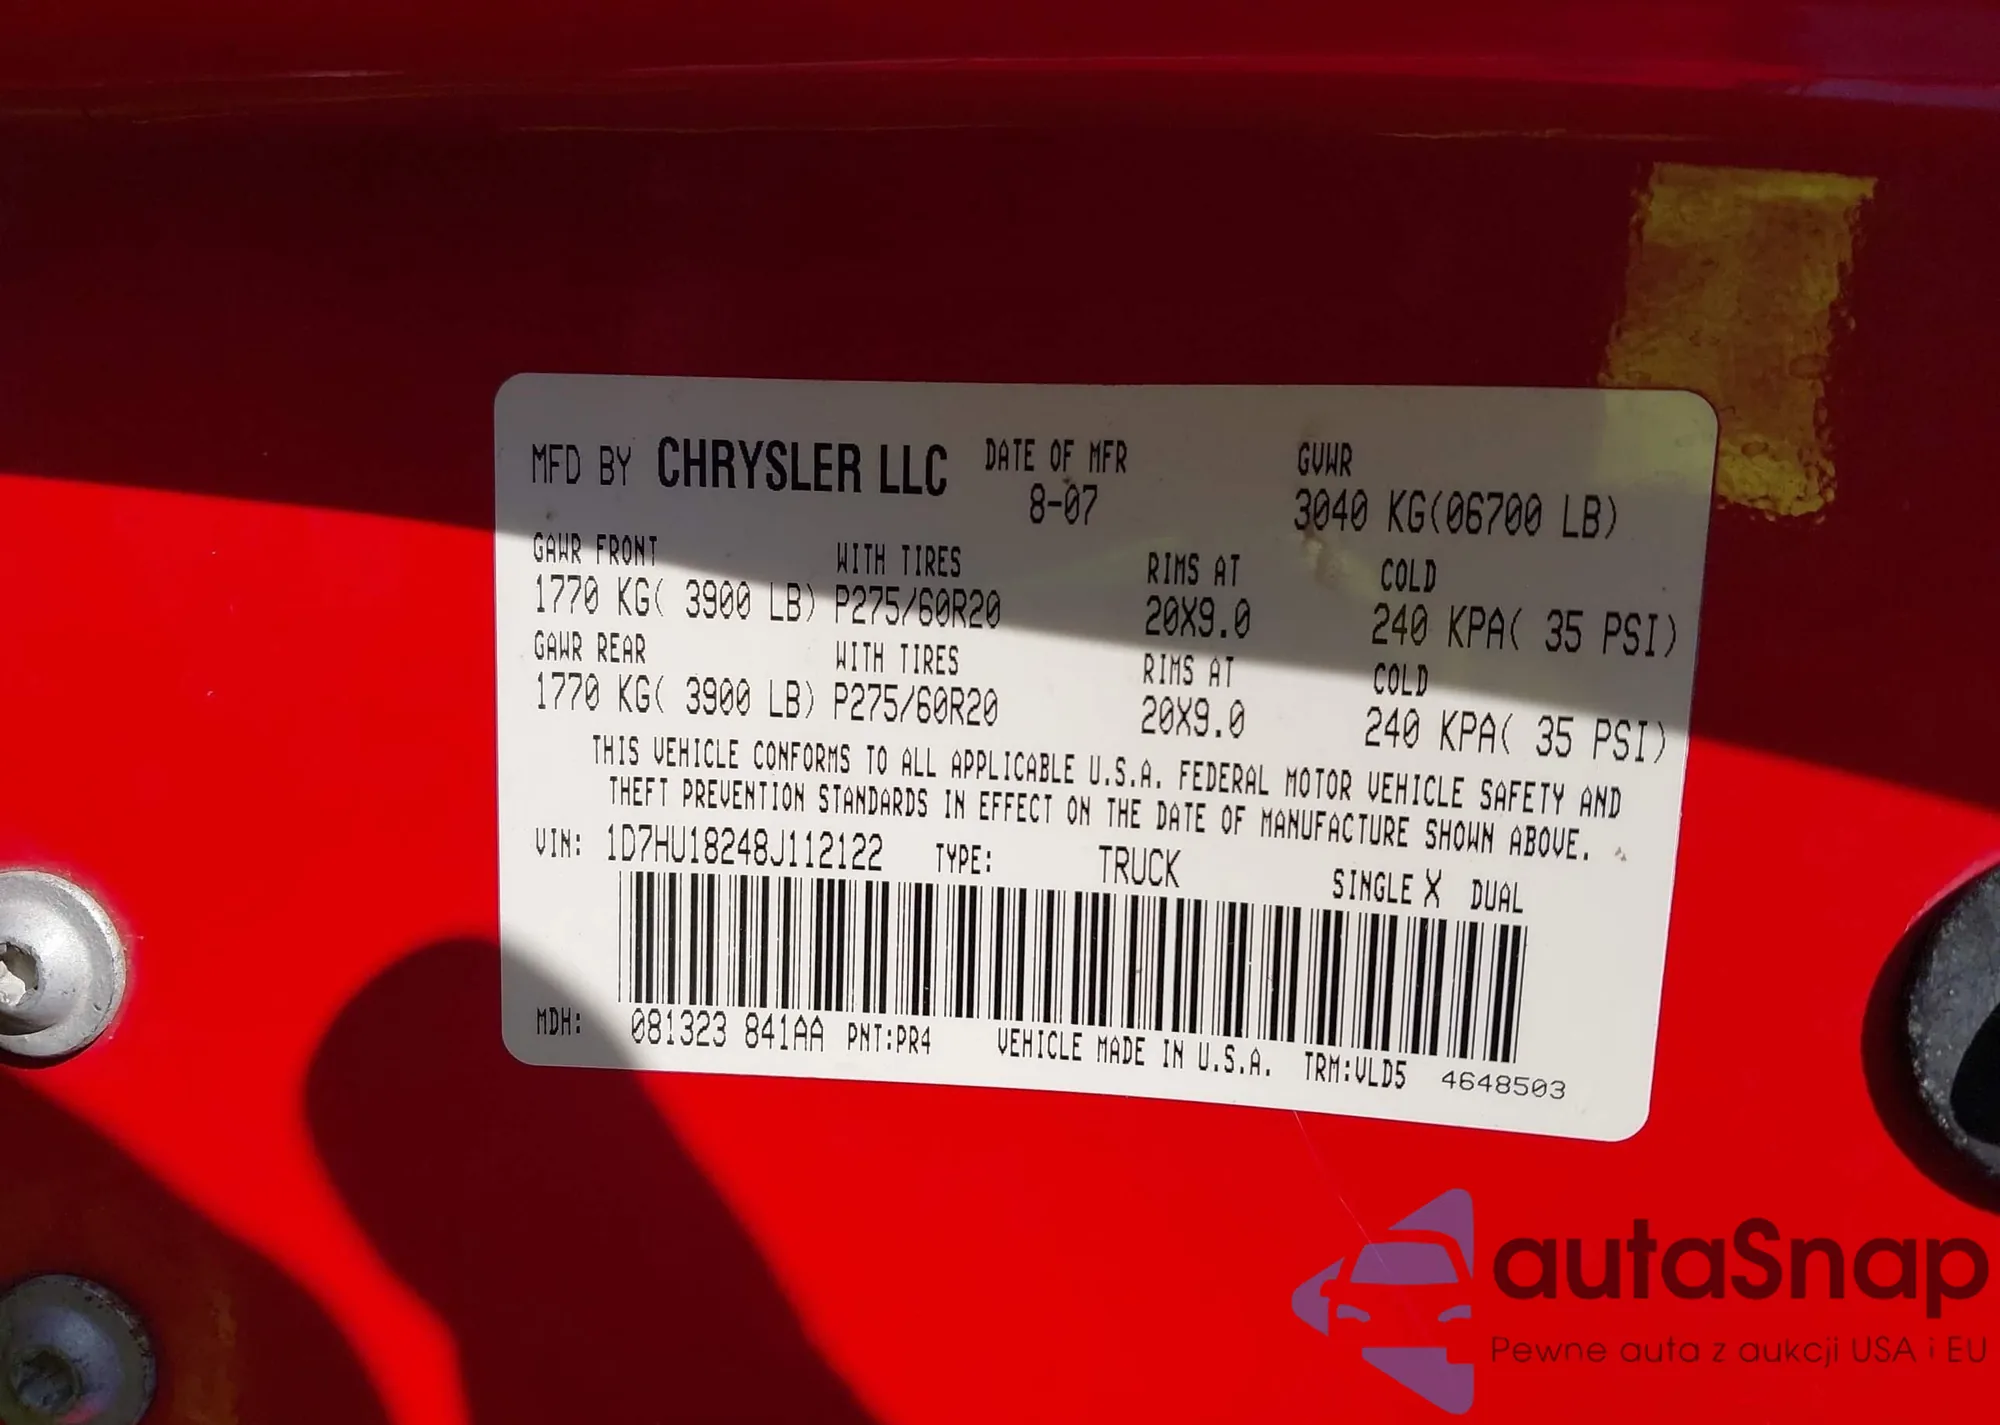 MFD BY CHRYSLER LLC DATE OF MFR GVWR
8-07 3040 KG(06700 LB)
GAWR FRONT WITH TIRES RIMS AT COLD
1770 KG( 3900 LB) P275/60R20 20X9.0 240 KPA( 35 PSI)
GAWR REAR WITH TIRES RIMS AT COLD
1770 KG( 3900 LB) P275/60R20 20X9.0 240 KPA( 35 PSI)
THIS VEHICLE CONFORMS TO ALL APPLICABLE U.S.A. FEDERAL MOTOR VEHICLE SAFETY AND
THEFT PREVENTION STANDARDS IN EFFECT ON THE DATE OF MANUFACTURE SHOWN ABOVE.
VIN: 1D7HU18248J112122 TYPE: TRUCK SINGLE X DUAL
MDH: 081323 841AA PNT:PR4 VEHICLE MADE IN U.S.A. TRM:VLD5 4648503
autaSnap
Pewne auta z aukcji USA i EU